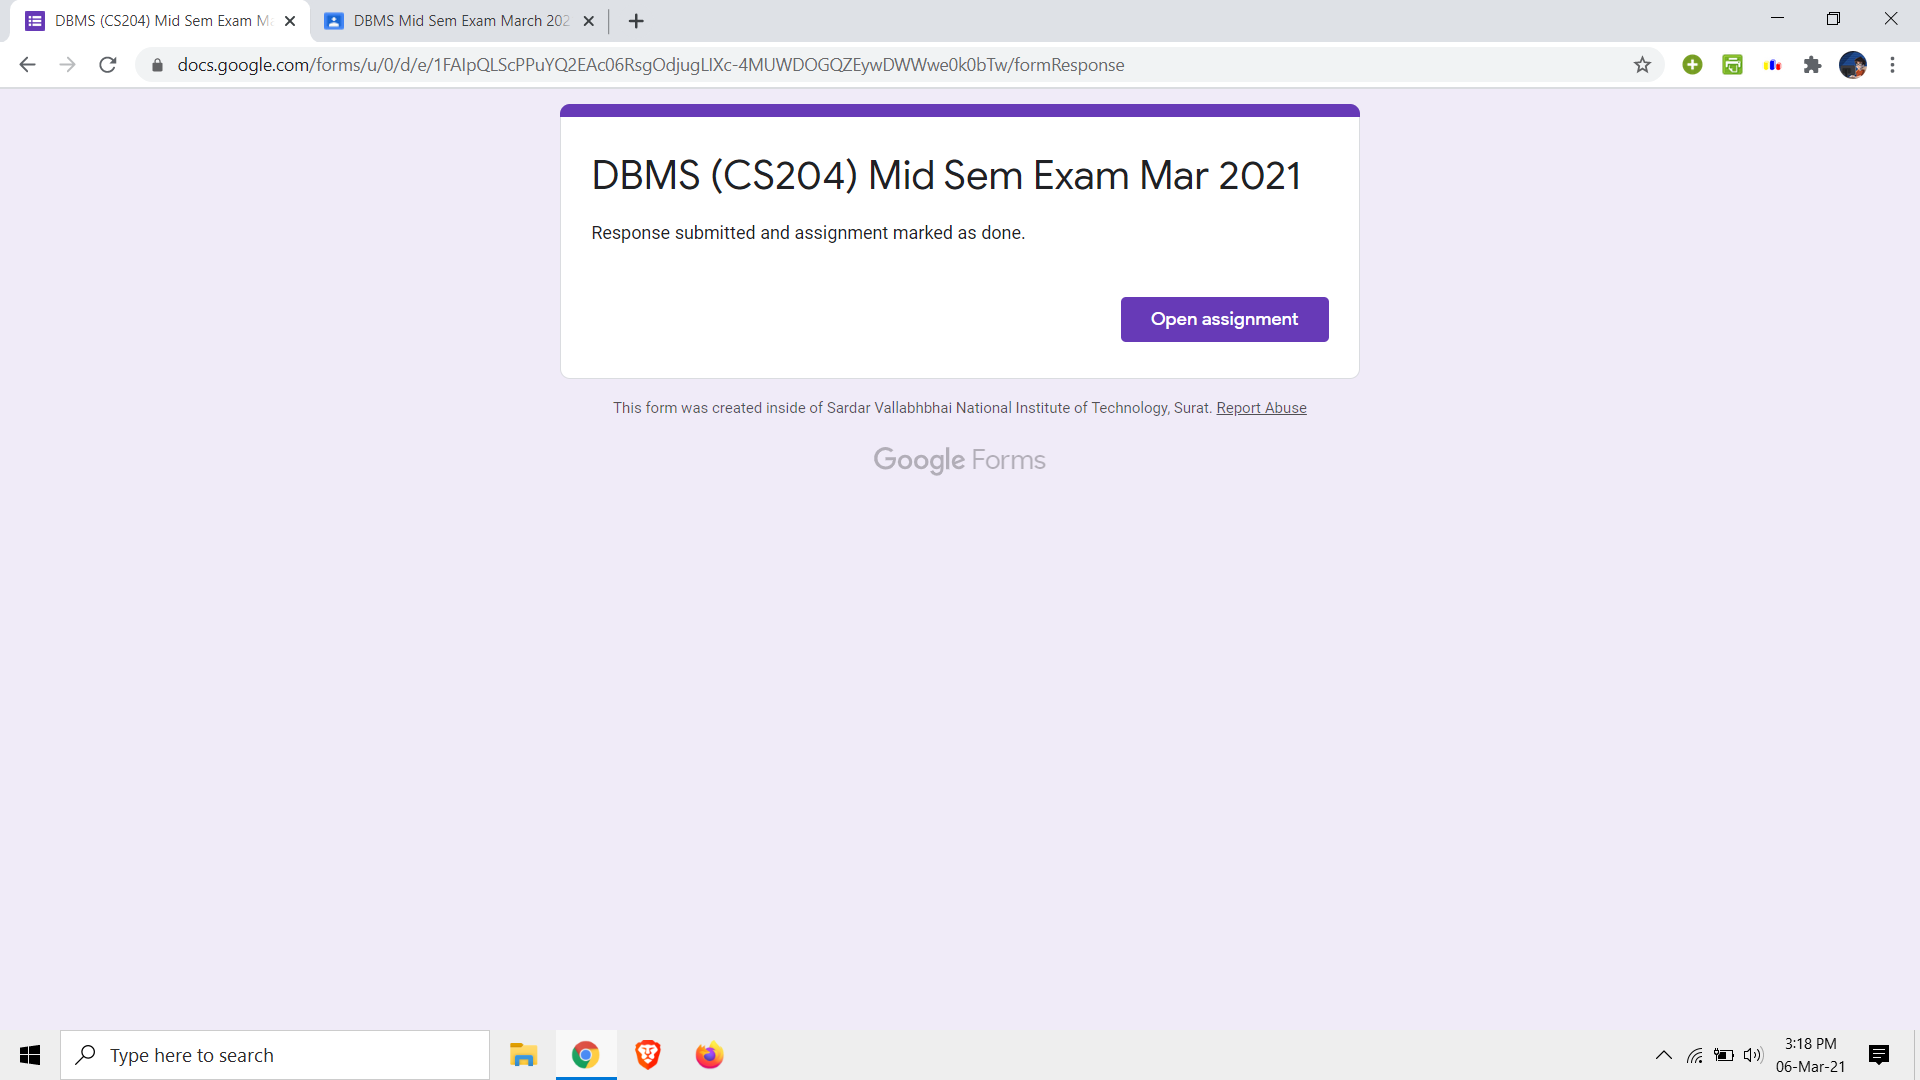 DBMS (CS204) Mid Sem Exam Ma
DBMS Mid Sem Exam March 202
docs.google.com/forms/u/0/d/e/1FAIpQLScPPuYQ2EAc06RsgOdjugLIXc-4MUWDOGQZEywDWWwe0k0bTw/formResponse
DBMS (CS204) Mid Sem Exam Mar 2021
Response submitted and assignment marked as done.
Open assignment
This form was created inside of Sardar Vallabhbhai National Institute of Technology, Surat. Report Abuse
Google Forms
Type here to search
3:18 PM
06-Mar-21